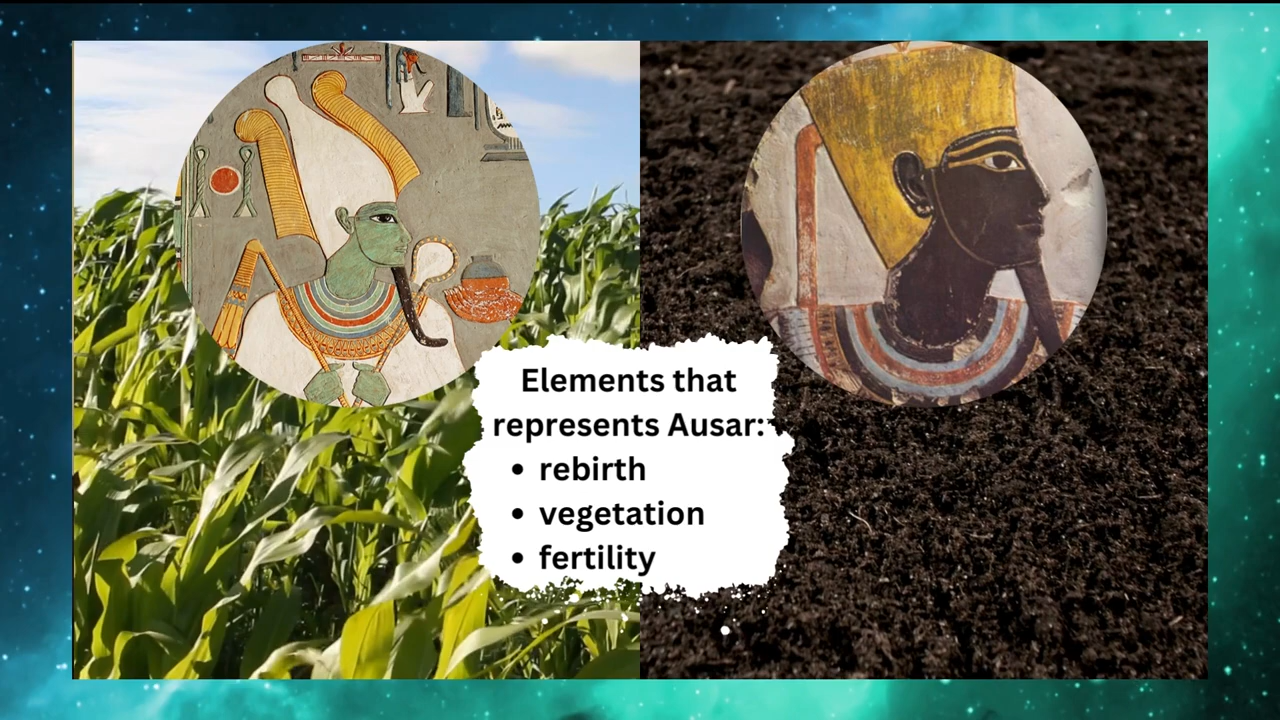 Elements that
represents Ausar:
• rebirth
• vegetation
• fertility